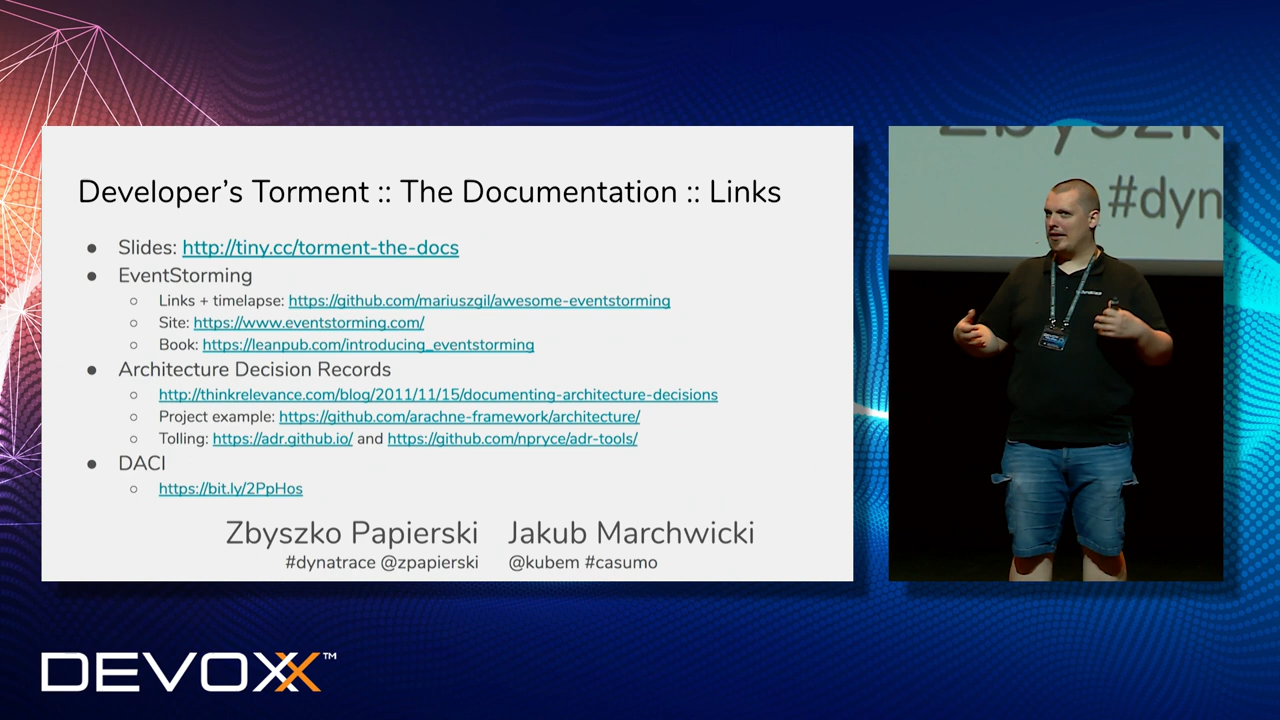 Developer's Torment :: The Documentation :: Links
● Slides: http://tiny.cc/torment-the-docs
● EventStorming
○ Links + timelapse: https://github.com/mariuszgil/awesome-eventstorming
○ Site: https://www.eventstorming.com/
○ Book: https://leanpub.com/introducing_eventstorming
● Architecture Decision Records
○ http://thinkrelevance.com/blog/2011/11/15/documenting-architecture-decisions
○ Project example: https://github.com/arachne-framework/architecture/
○ Tolling: https://adr.github.io/ and https://github.com/npryce/adr-tools/
● DACI
○ https://bit.ly/2PpHos
Zbyszko Papierski Jakub Marchwicki
#dynatrace @zpapierski @kubem #casumo
Zbyszk
#dyn
DEVOXX™